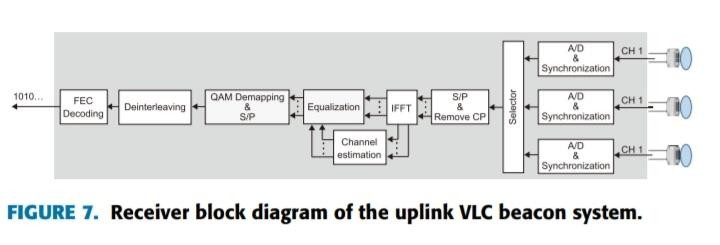 A/D
&
Synchronization
CH 1
1010...
FEC
Decoding
Deinterleaving
QAM Demapping
&
S/P
Equalization
IFFT
S/P
&
Remove CP
Selector
A/D
&
Synchronization
CH 1
Channel
estimation
A/D
&
Synchronization
CH 1
FIGURE 7. Receiver block diagram of the uplink VLC beacon system.